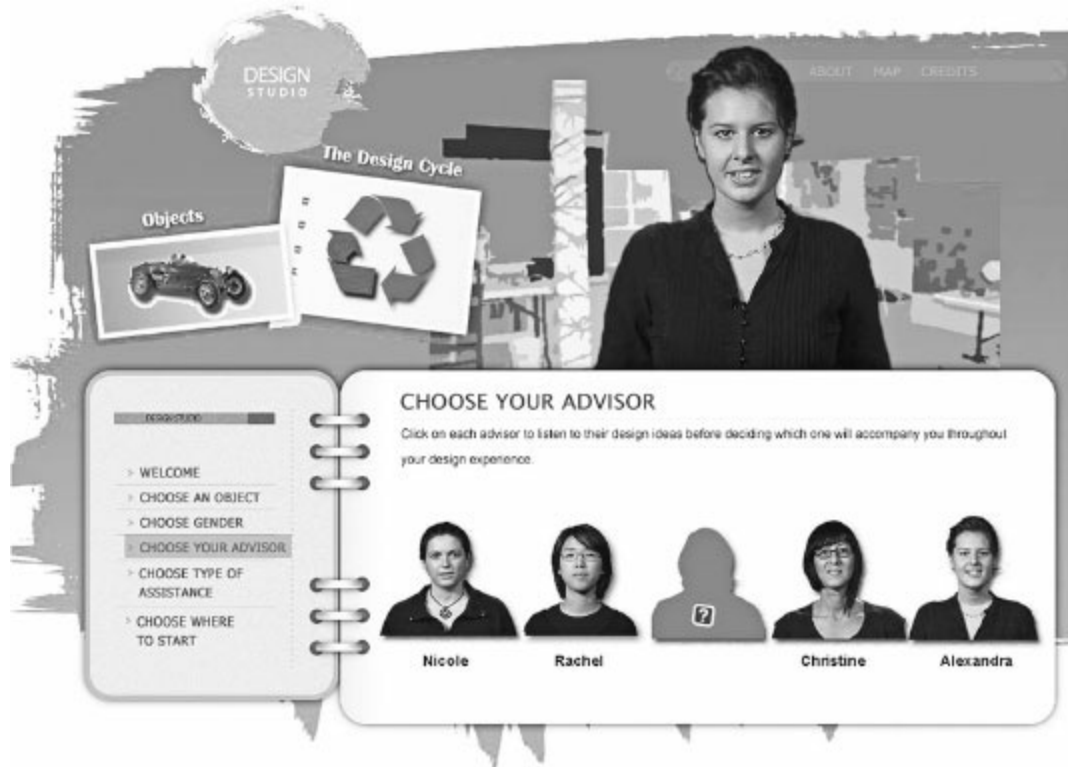 DESIGN
STUDIO
ABOUT MAP CREDITS
The Design Cycle
Objects
DESIGN STUDIO
> WELCOME
> CHOOSE AN OBJECT
> CHOOSE GENDER
> CHOOSE YOUR ADVISOR
> CHOOSE TYPE OF
ASSISTANCE
> CHOOSE WHERE
TO START
CHOOSE YOUR ADVISOR
Click on each advisor to listen to their design ideas before deciding which one will accompany you throughout
your design experience.
?
Nicole Rachel Christine Alexandra